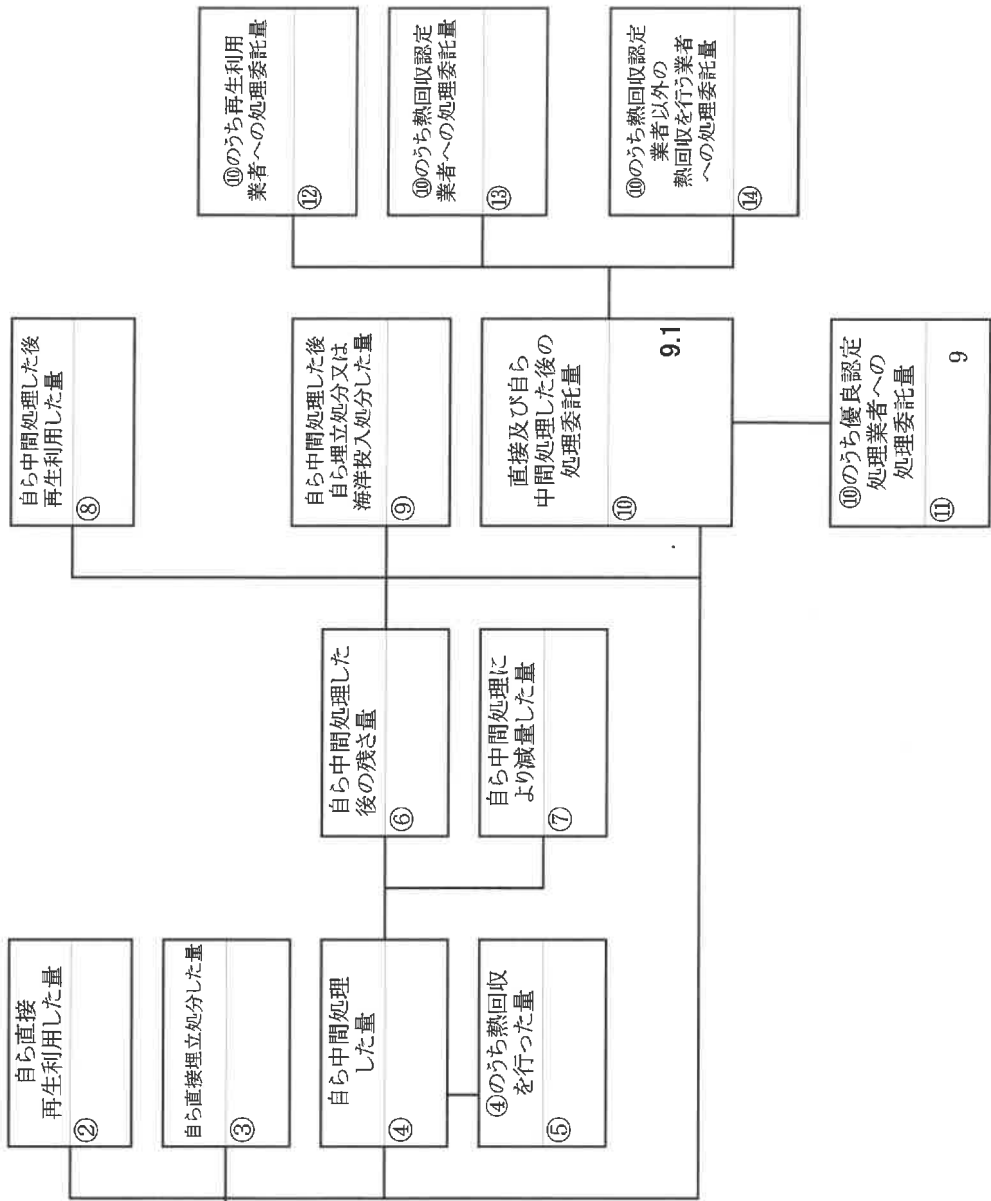 自ら直接
再生利用した量
②
自ら直接埋立処分した量
③
自ら中間処理
した量
④
④のうち熱回収
を行った量
⑤
自ら中間処理した
後の残さ量
⑥
自ら中間処理に
より減量した量
⑦
自ら中間処理した後
再生利用した量
⑧
自ら中間処理した後
自ら埋立処分又は
海洋投入処分した量
⑨
直接及び自ら
中間処理した後の
処理委託量
⑩
9.1
⑩のうち優良認定
処理業者への
処理委託量
⑪
9
⑩のうち再生利用
業者への処理委託量
⑫
⑩のうち熱回収認定
業者への処理委託量
⑬
⑩のうち熱回収認定
業者以外の
熱回収を行う業者
への処理委託量
⑭